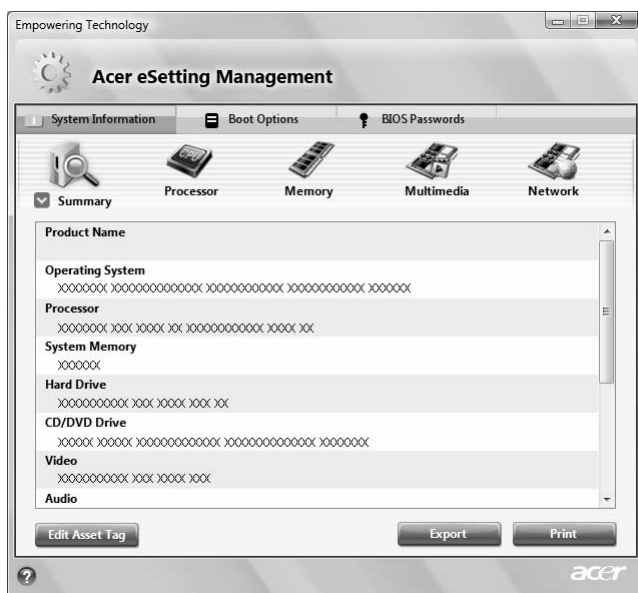 Empowering Technology
Acer eSetting Management
System Information Boot Options BIOS Passwords
CPU
Summary Processor Memory Multimedia Network
Product Name
Operating System
XXXXXXX XXXXXXXXXXXXX XXXXXXXXXXX XXXXXXXXXXX XXXXXX
Processor
XXXXXXX XXX XXXX XX XXXXXXXXXXX XXXX XX
System Memory
XXXXXX
Hard Drive
XXXXXXXXXX XXX XXXX XXX XX
CD/DVD Drive
XXXXX XXXXX XXXXXXXXXXXX XXXXXXXXXXXXX XXXXXXX
Video
XXXXXXXXXX XXX XXXX XXX
Audio
Edit Asset Tag Export Print
? acer